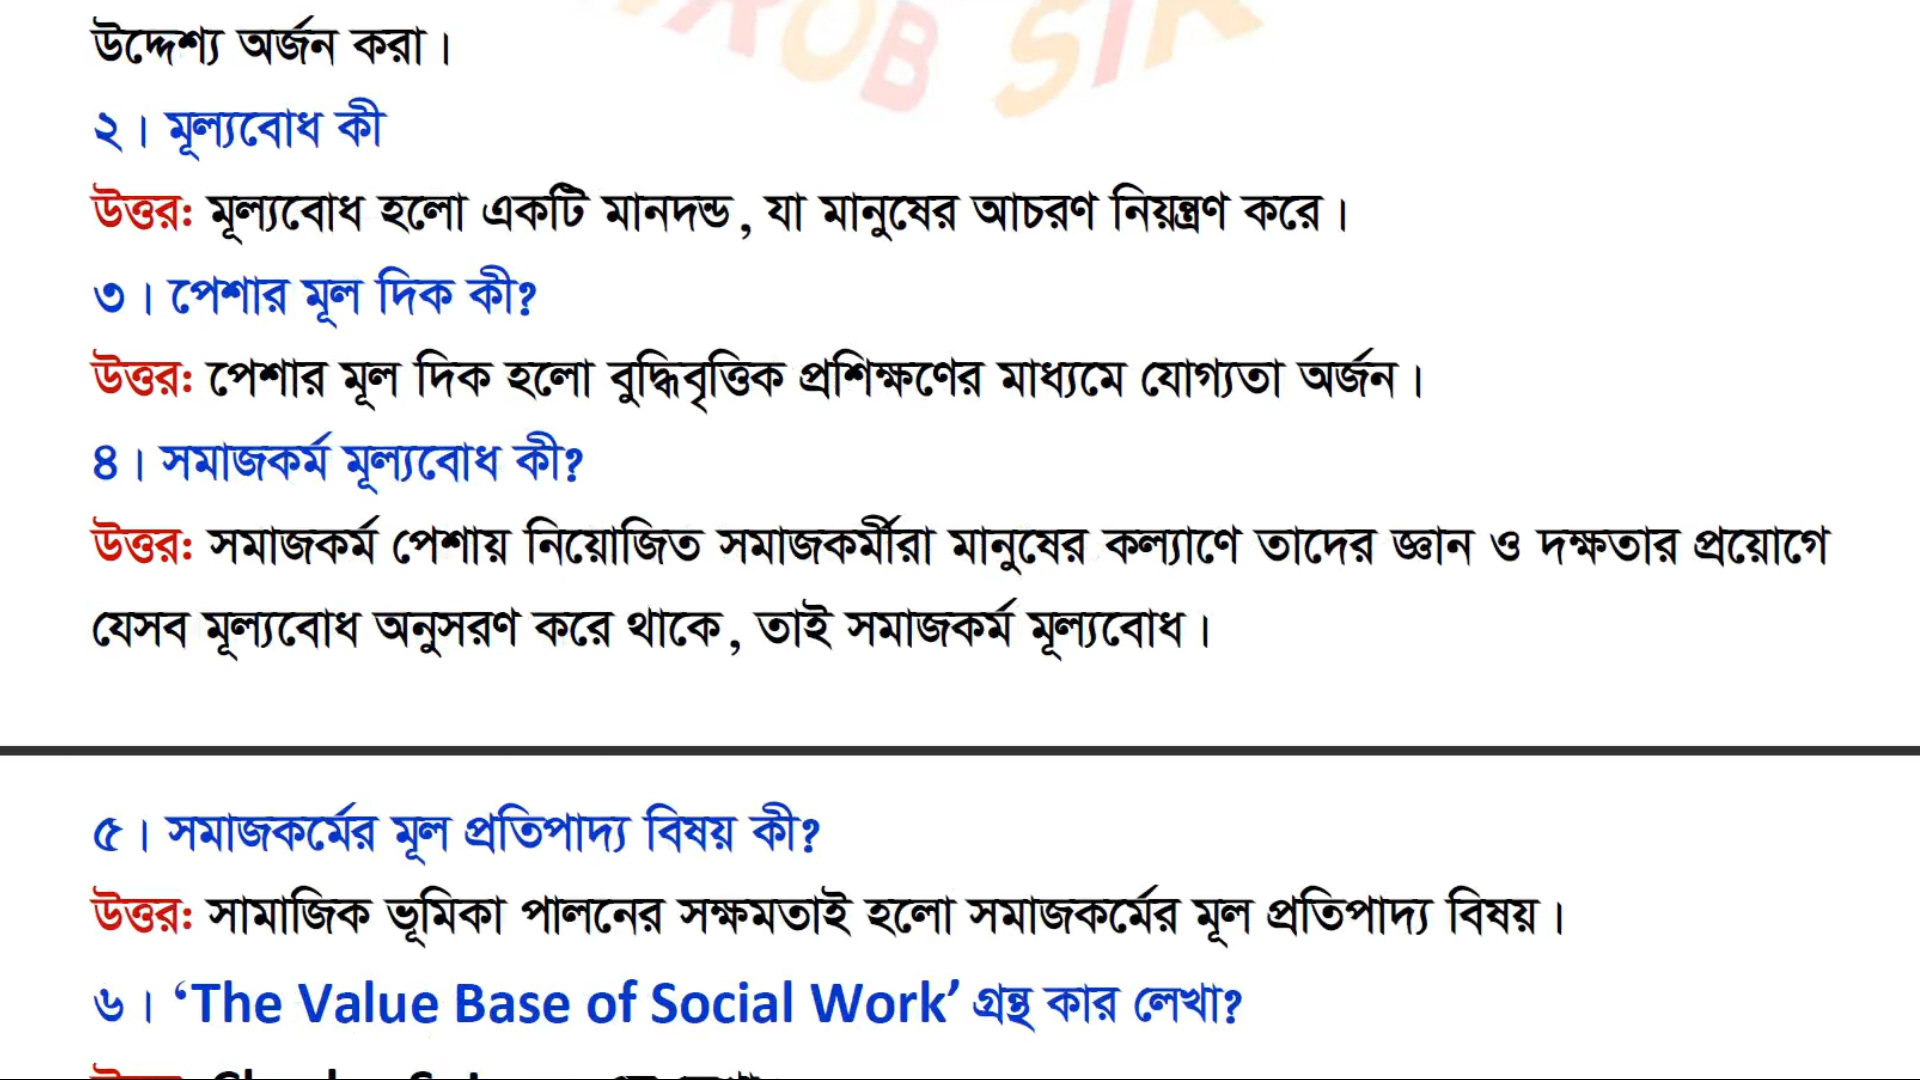 উদ্দেশ্য অর্জন করা।
ROB SIR
২। মূল্যবোধ কী
উত্তর: মূল্যবোধ হলো একটি মানদন্ড, যা মানুষের আচরণ নিয়ন্ত্রণ করে।
৩। পেশার মূল দিক কী?
উত্তর: পেশার মূল দিক হলো বুদ্ধিবৃত্তিক প্রশিক্ষণের মাধ্যমে যোগ্যতা অর্জন।
৪। সমাজকর্ম মূল্যবোধ কী?
উত্তর: সমাজকর্ম পেশায় নিয়োজিত সমাজকর্মীরা মানুষের কল্যাণে তাদের জ্ঞান ও দক্ষতার প্রয়োগে
যেসব মূল্যবোধ অনুসরণ করে থাকে, তাই সমাজকর্ম মূল্যবোধ।
৫। সমাজকর্মের মূল প্রতিপাদ্য বিষয় কী?
উত্তর: সামাজিক ভূমিকা পালনের সক্ষমতাই হলো সমাজকর্মের মূল প্রতিপাদ্য বিষয়।
৬। ‘The Value Base of Social Work’ গ্রন্থ কার লেখা?